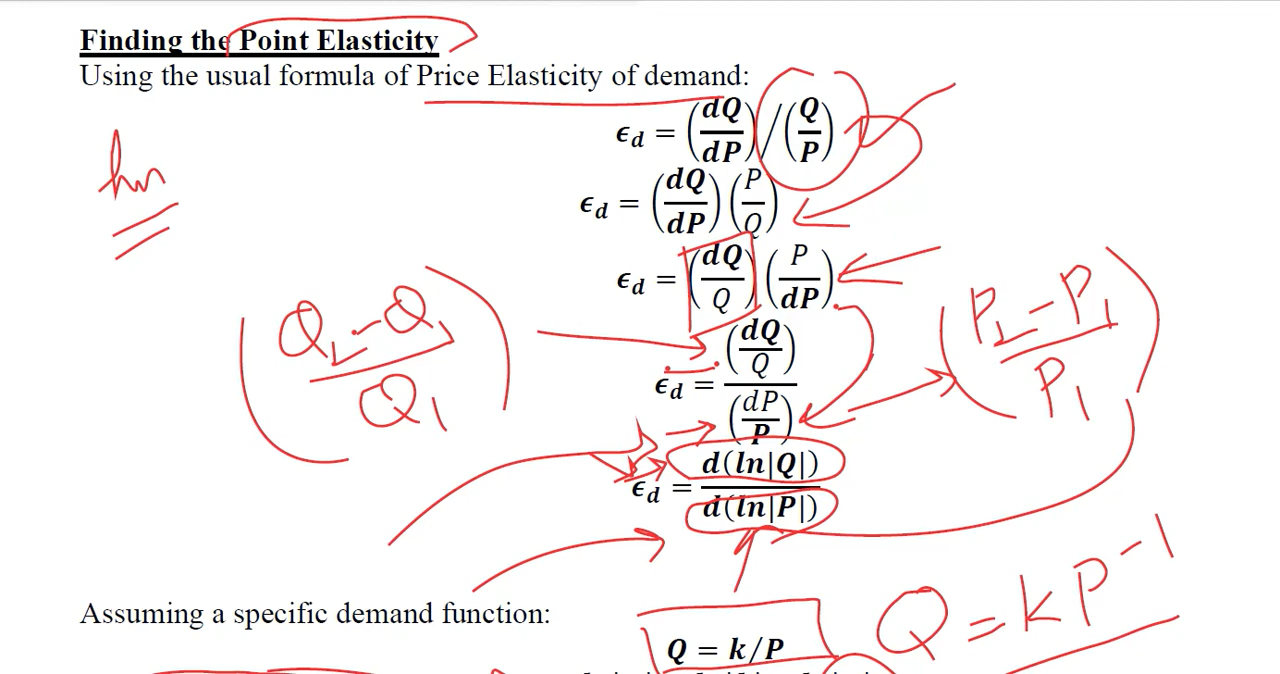 Finding the Point Elasticity
Using the usual formula of Price Elasticity of demand:
ϵd = (dQ/dP)/(Q/P)
ϵd = (dQ/dP)(P/Q)
ϵd = (dQ/Q)(P/dP)
ϵd = (dQ/Q)/(dP/P)
ϵd = d(ln|Q|)/d(ln|P|)
(Q2-Q1/Q1)
(P2-P1/P1)
Assuming a specific demand function:
Q = k/P
Q = kP^-1